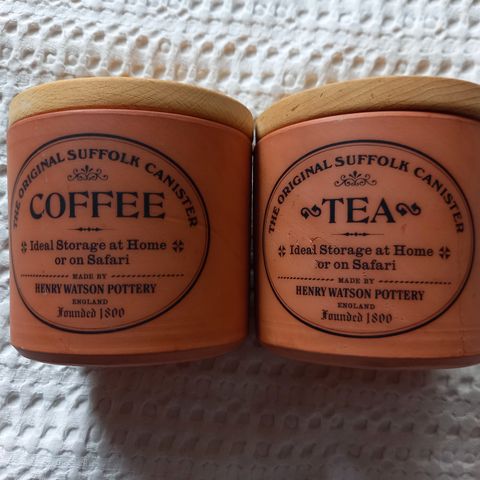 THE ORIGINAL SUFFOLK CANISTER
COFFEE
Ideal Storage at Home
or on Safari
MADE BY
HENRY WATSON POTTERY
ENGLAND
Founded 1800
THE ORIGINAL SUFFOLK CANISTER
TEA
Ideal Storage at Home
or on Safari
MADE BY
HENRY WATSON POTTERY
ENGLAND
Founded 1800